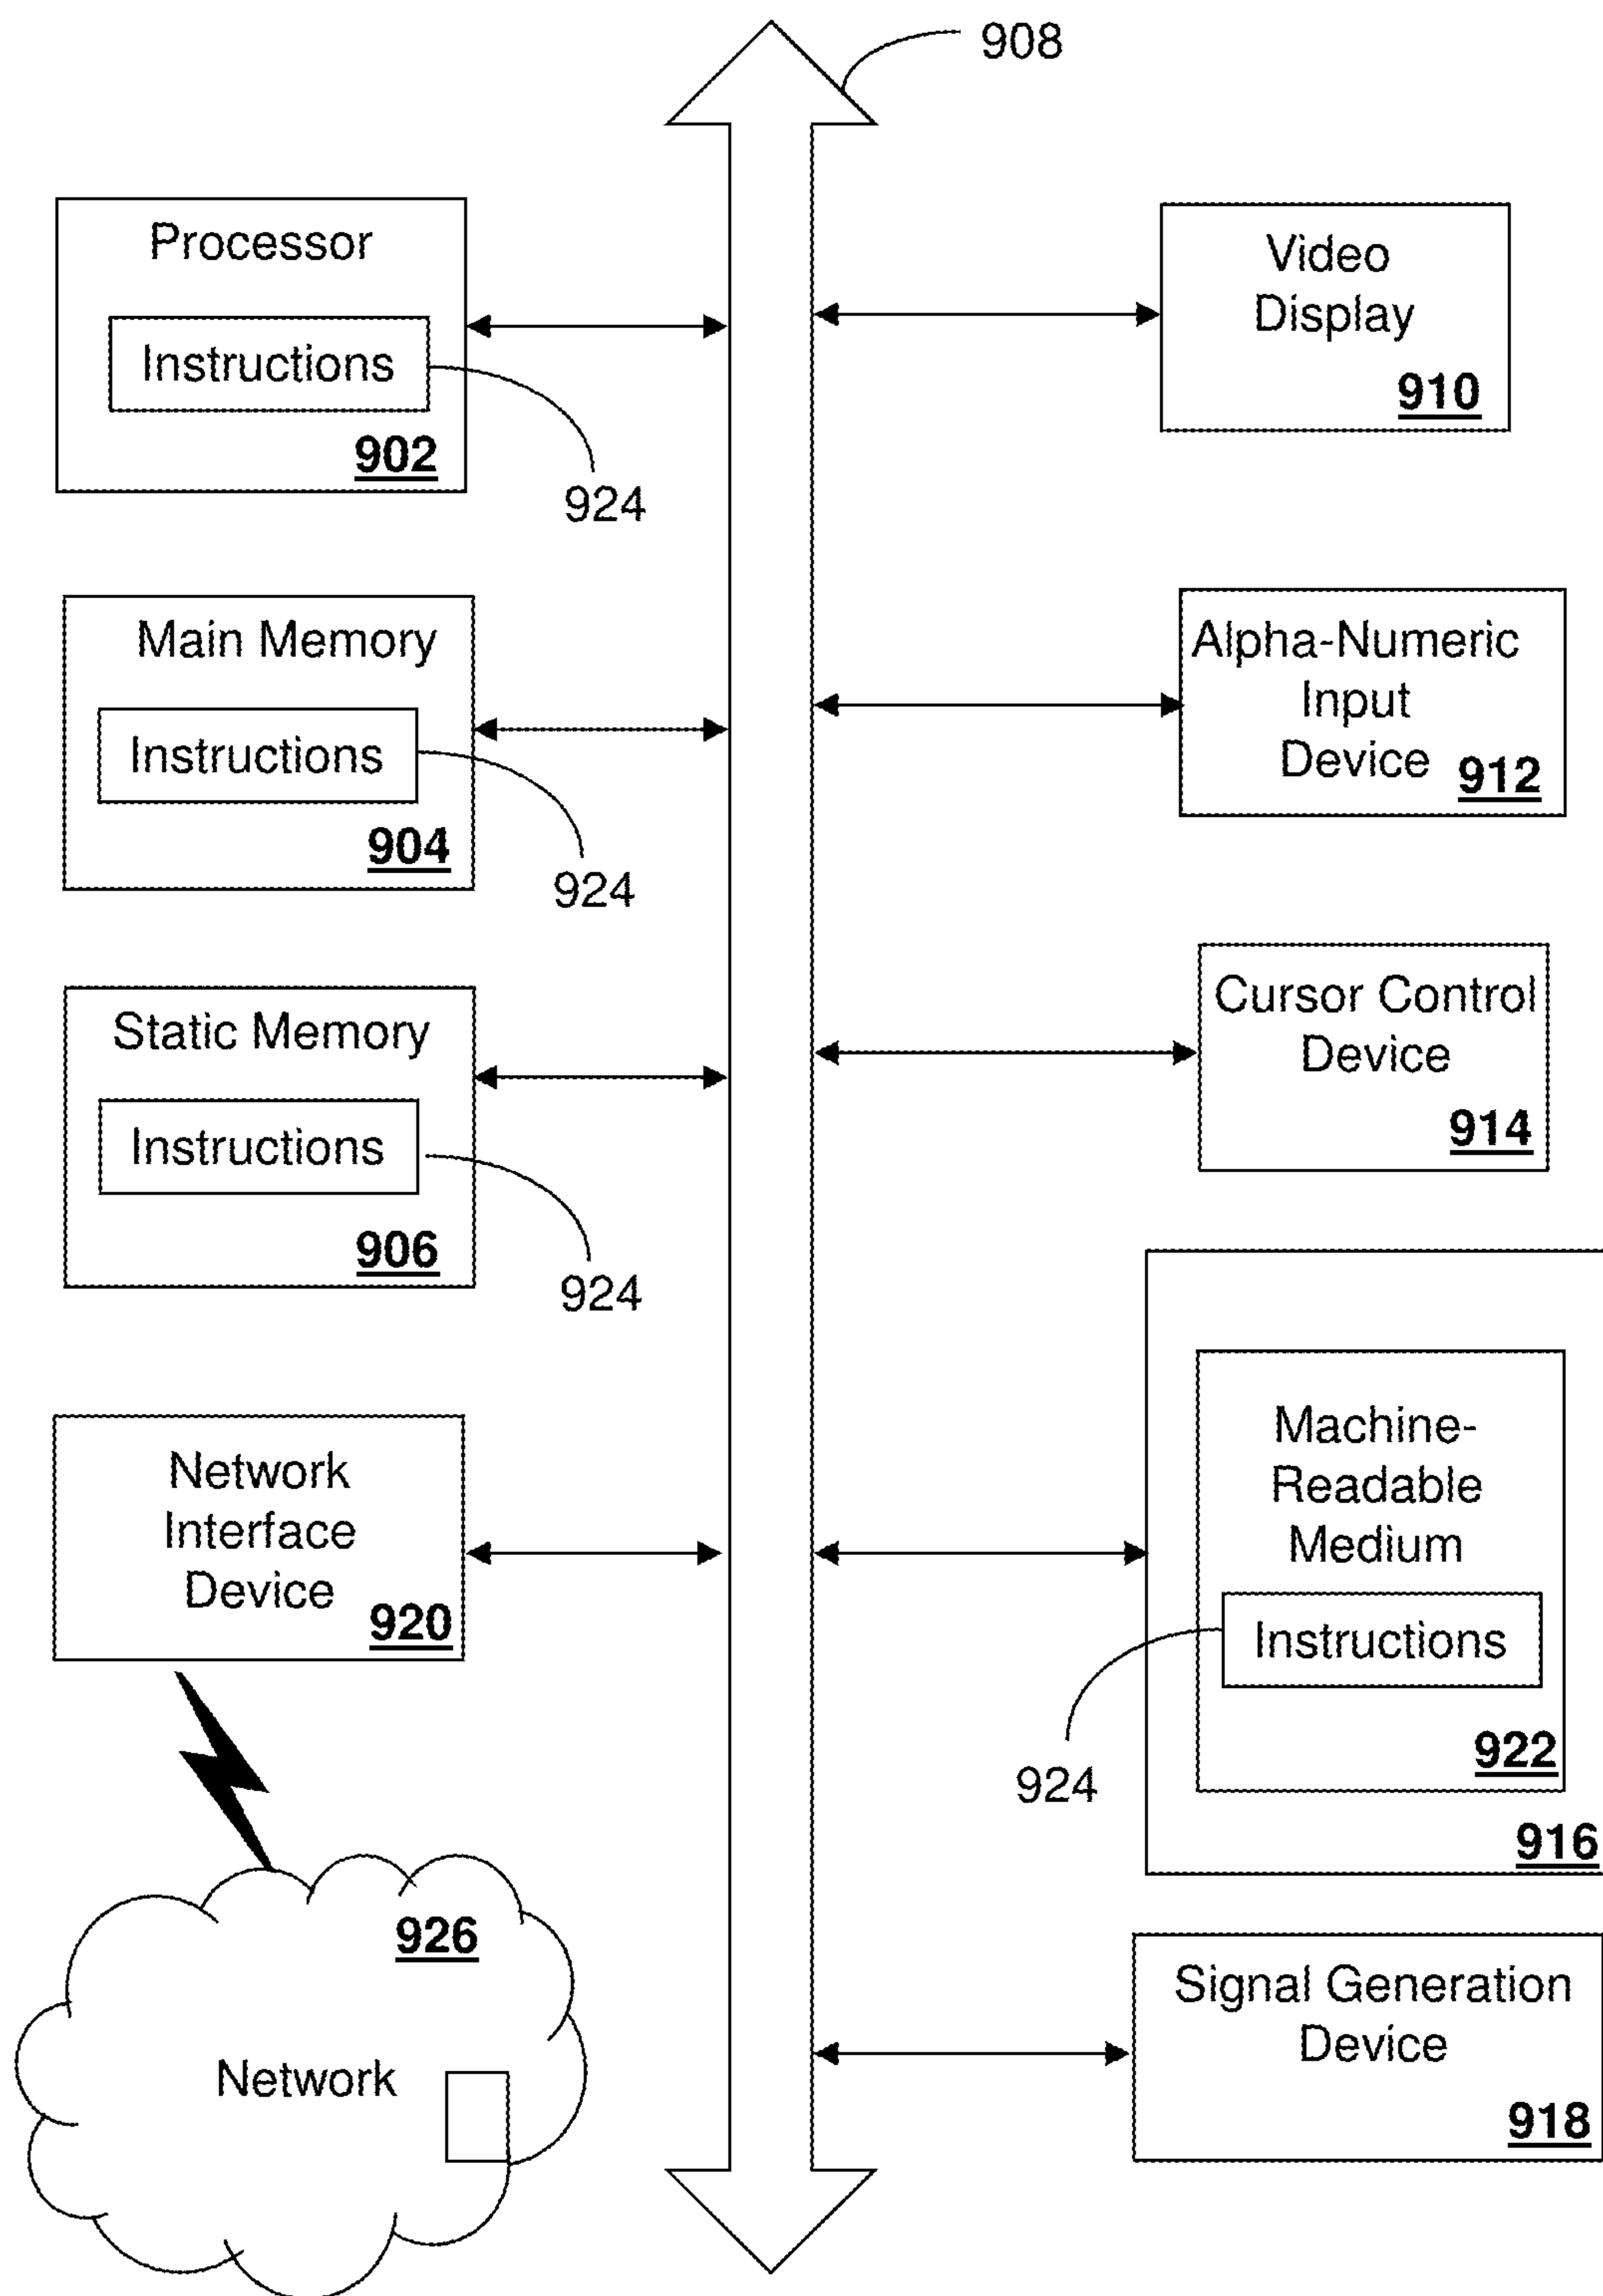 908
Processor
Instructions
902
924
Main Memory
Instructions
904
924
Static Memory
Instructions
906
924
Network
Interface
Device
920
926
Network
Video
Display
910
Alpha-Numeric
Input
Device
912
Cursor Control
Device
914
Machine-
Readable
Medium
Instructions
922
924
916
Signal Generation
Device
918